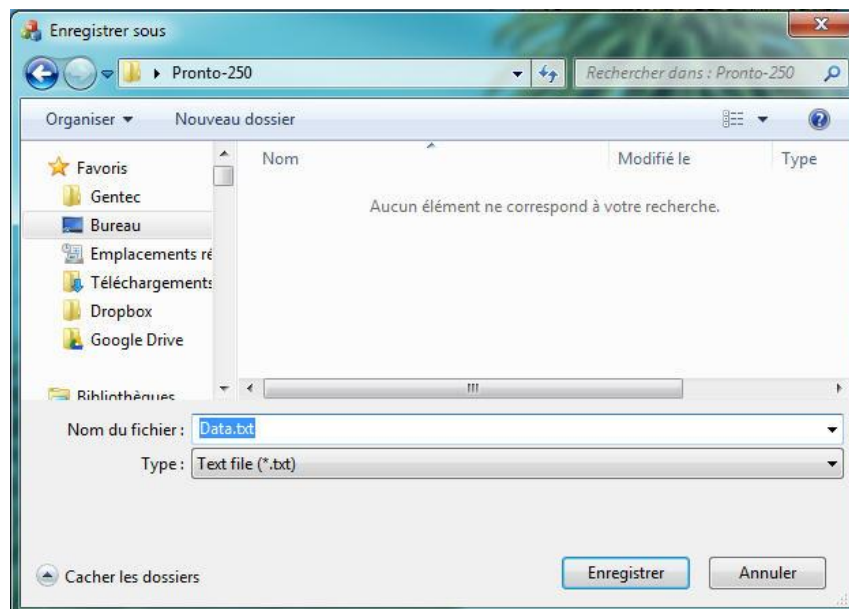 Enregistrer sous
Pronto-250
Rechercher dans : Pronto-250
Organiser
Nouveau dossier
Nom
Modifié le
Type
Favoris
Gentec
Aucun élément ne correspond à votre recherche.
Bureau
Emplacements ré
Téléchargements
Dropbox
Google Drive
Bibliothèques
Nom du fichier : Data.txt
Type : Text file (*.txt)
Cacher les dossiers
Enregistrer
Annuler